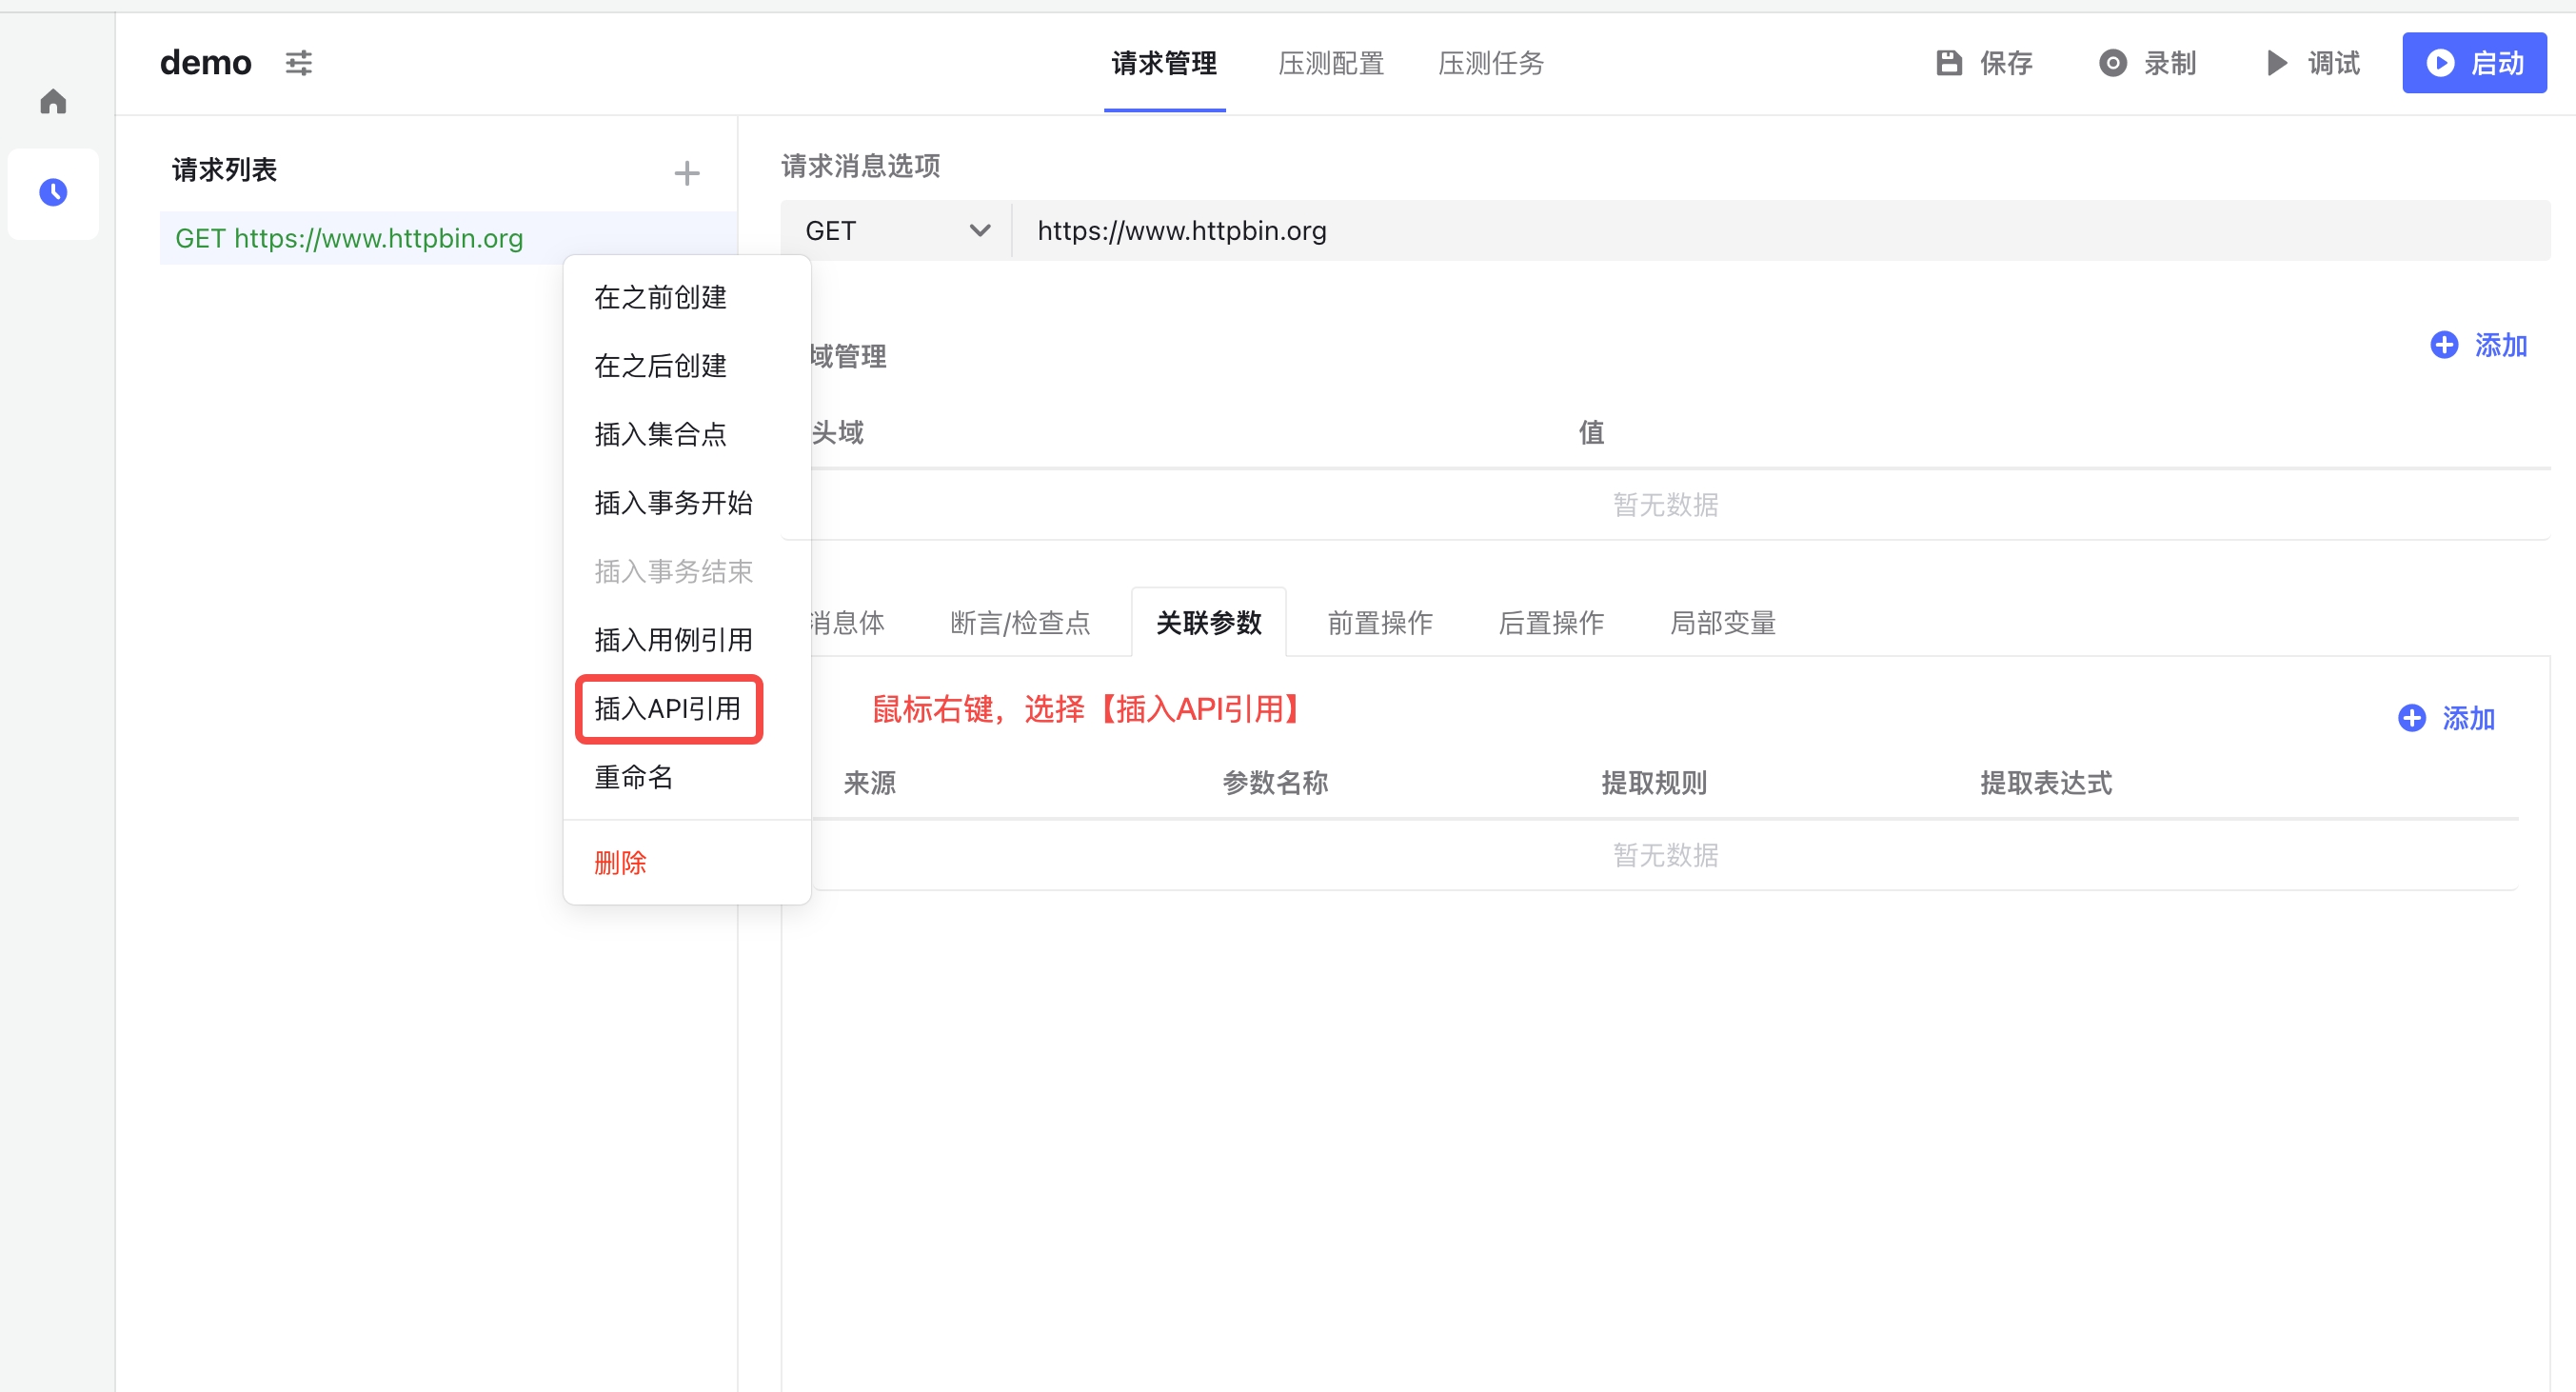 demo
请求管理
压测配置
压测任务
保存
录制
调试
启动
请求列表
GET https://www.httpbin.org
在之前创建
在之后创建
插入集合点
插入事务开始
插入事务结束
插入用例引用
插入API引用
重命名
删除
请求消息选项
GET
https://www.httpbin.org
域管理
添加
头域
值
暂无数据
消息体
断言/检查点
关联参数
前置操作
后置操作
局部变量
鼠标右键，选择【插入API引用】
添加
来源
参数名称
提取规则
提取表达式
暂无数据